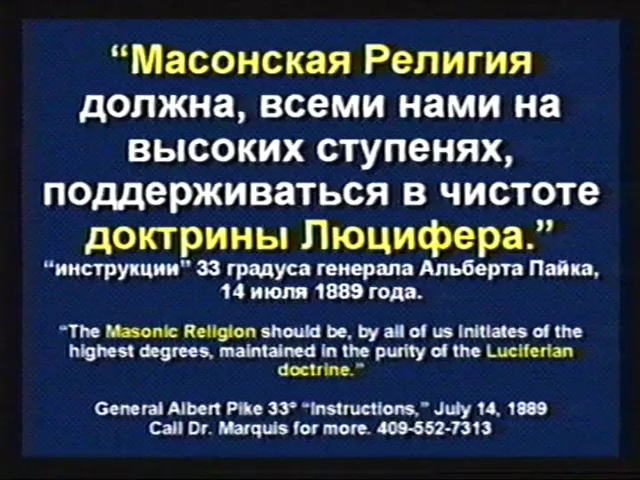 “Масонская Религия
должна, всеми нами на
высоких ступенях,
поддерживаться в чистоте
доктрины Люцифера.”
“инструкции” 33 градуса генерала Альберта Пайка,
14 июля 1889 года.
“The Masonic Religion should be, by all of us initiates of the
highest degrees, maintained in the purity of the Luciferian
doctrine.”
General Albert Pike 33° “Instructions,” July 14, 1889
Call Dr. Marquis for more. 409-552-7313